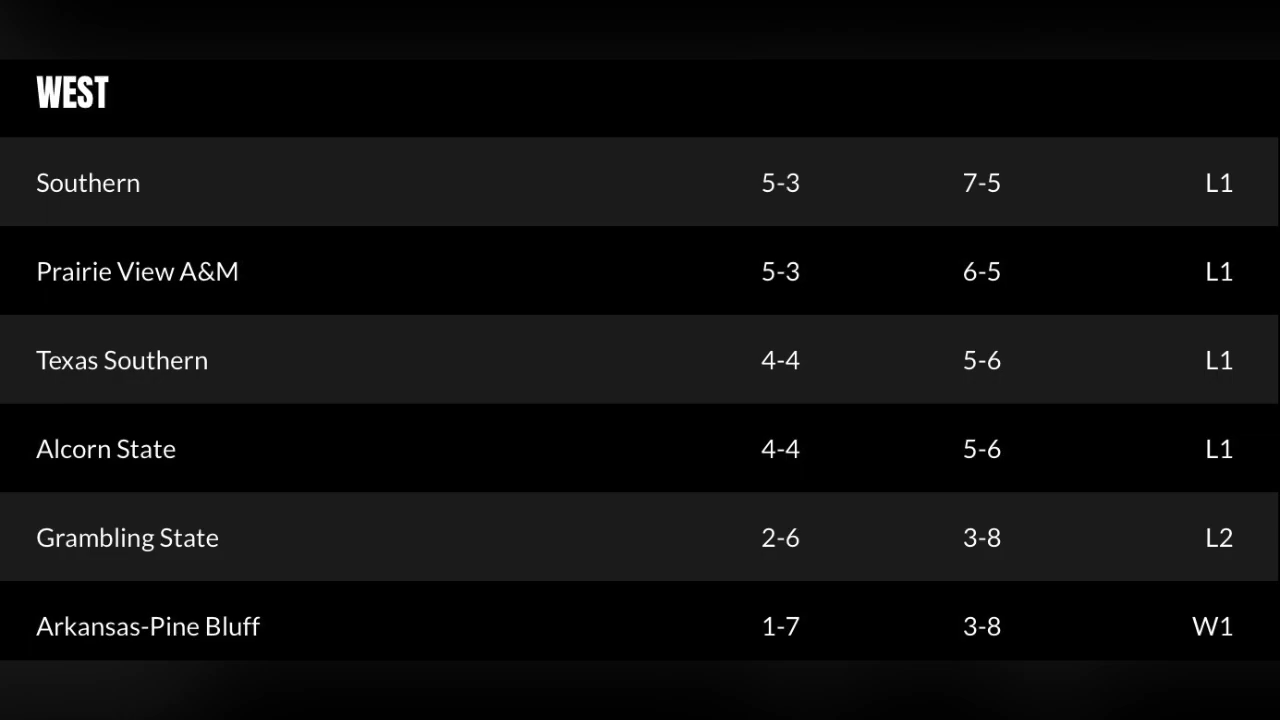 WEST
Southern 5-3 7-5 L1
Prairie View A&M 5-3 6-5 L1
Texas Southern 4-4 5-6 L1
Alcorn State 4-4 5-6 L1
Grambling State 2-6 3-8 L2
Arkansas-Pine Bluff 1-7 3-8 W1